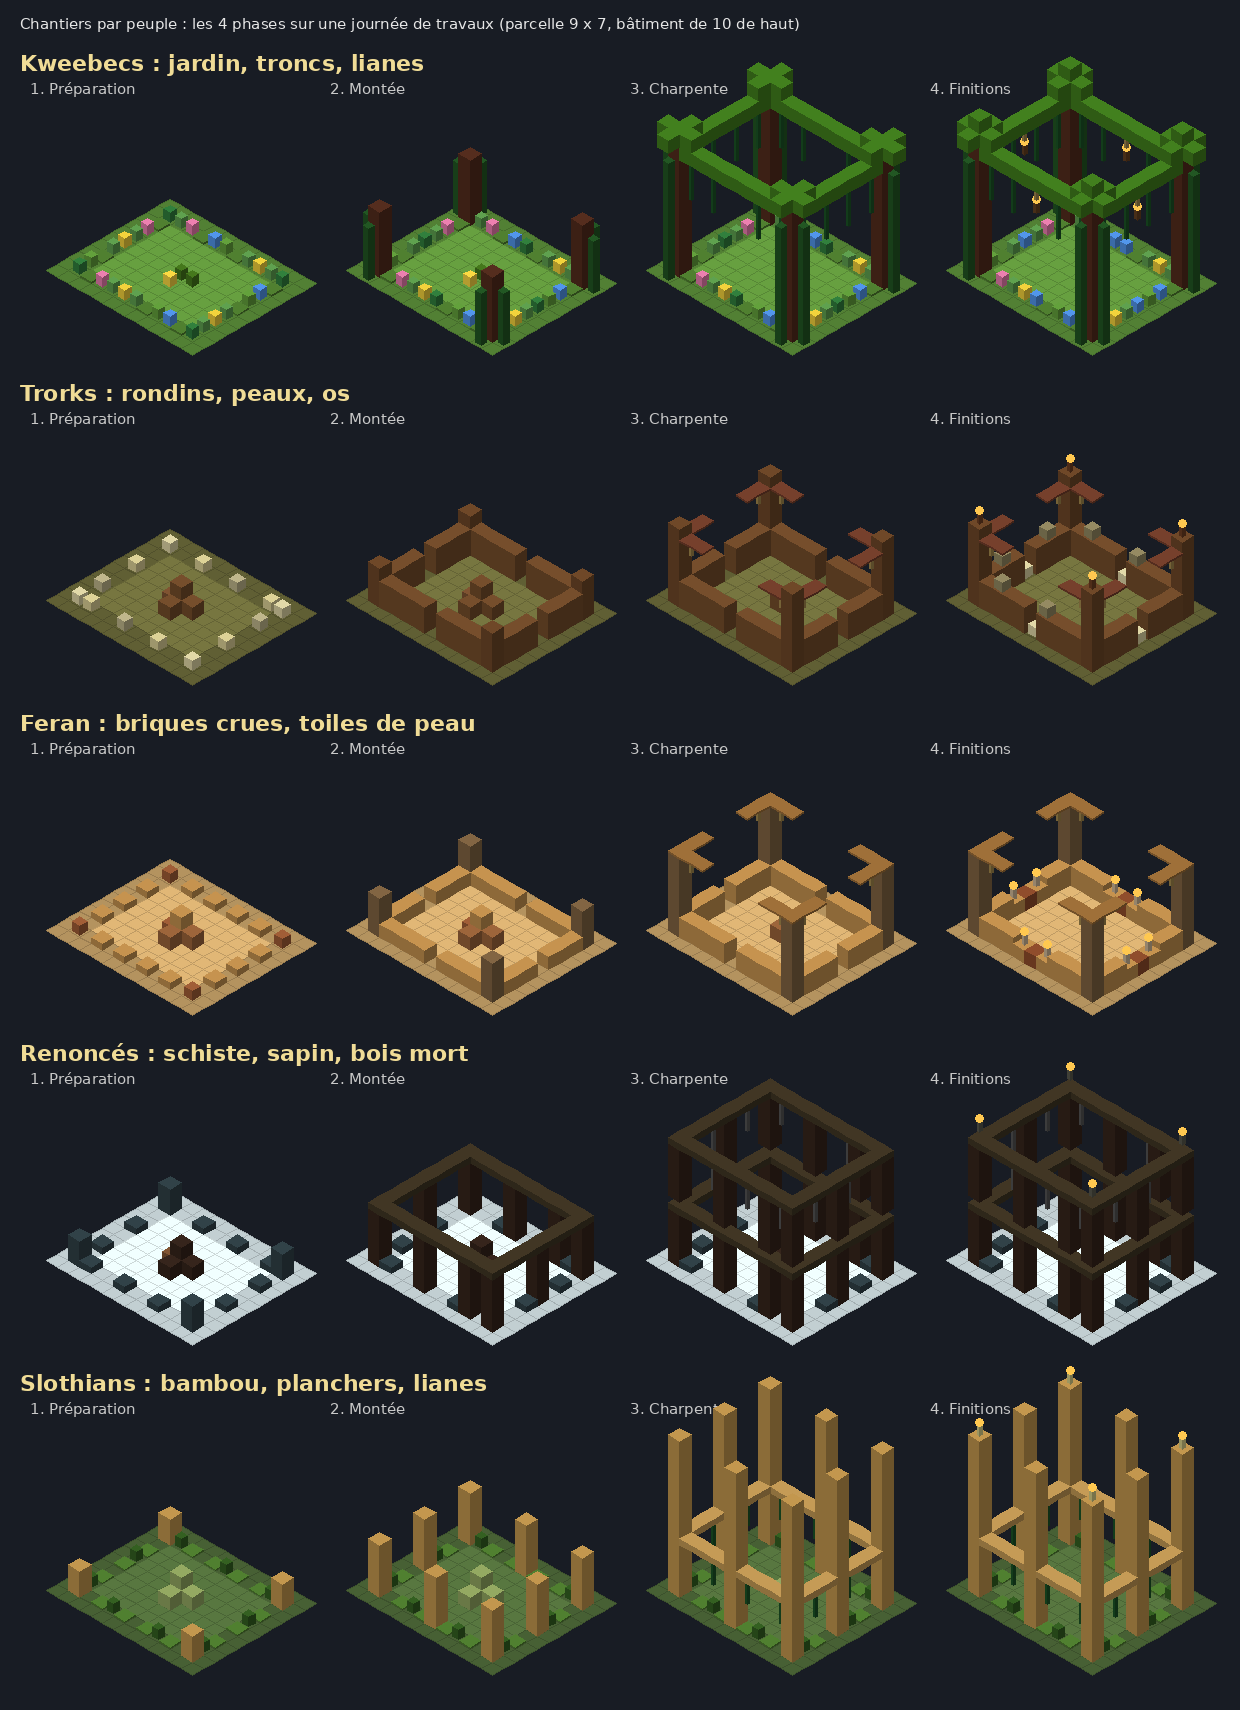 Chantiers par peuple : les 4 phases sur une journée de travaux (parcelle 9 x 7, bâtiment de 10 de haut)
Kweebecs : jardin, troncs, lianes
1. Préparation
2. Montée
3. Charpente
4. Finitions
Trorks : rondins, peaux, os
1. Préparation
2. Montée
3. Charpente
4. Finitions
Feran : briques crues, toiles de peau
1. Préparation
2. Montée
3. Charpente
4. Finitions
Renoncés : schiste, sapin, bois mort
1. Préparation
2. Montée
3. Charpente
4. Finitions
Slothians : bambou, planchers, lianes
1. Préparation
2. Montée
3. Charpente
4. Finitions